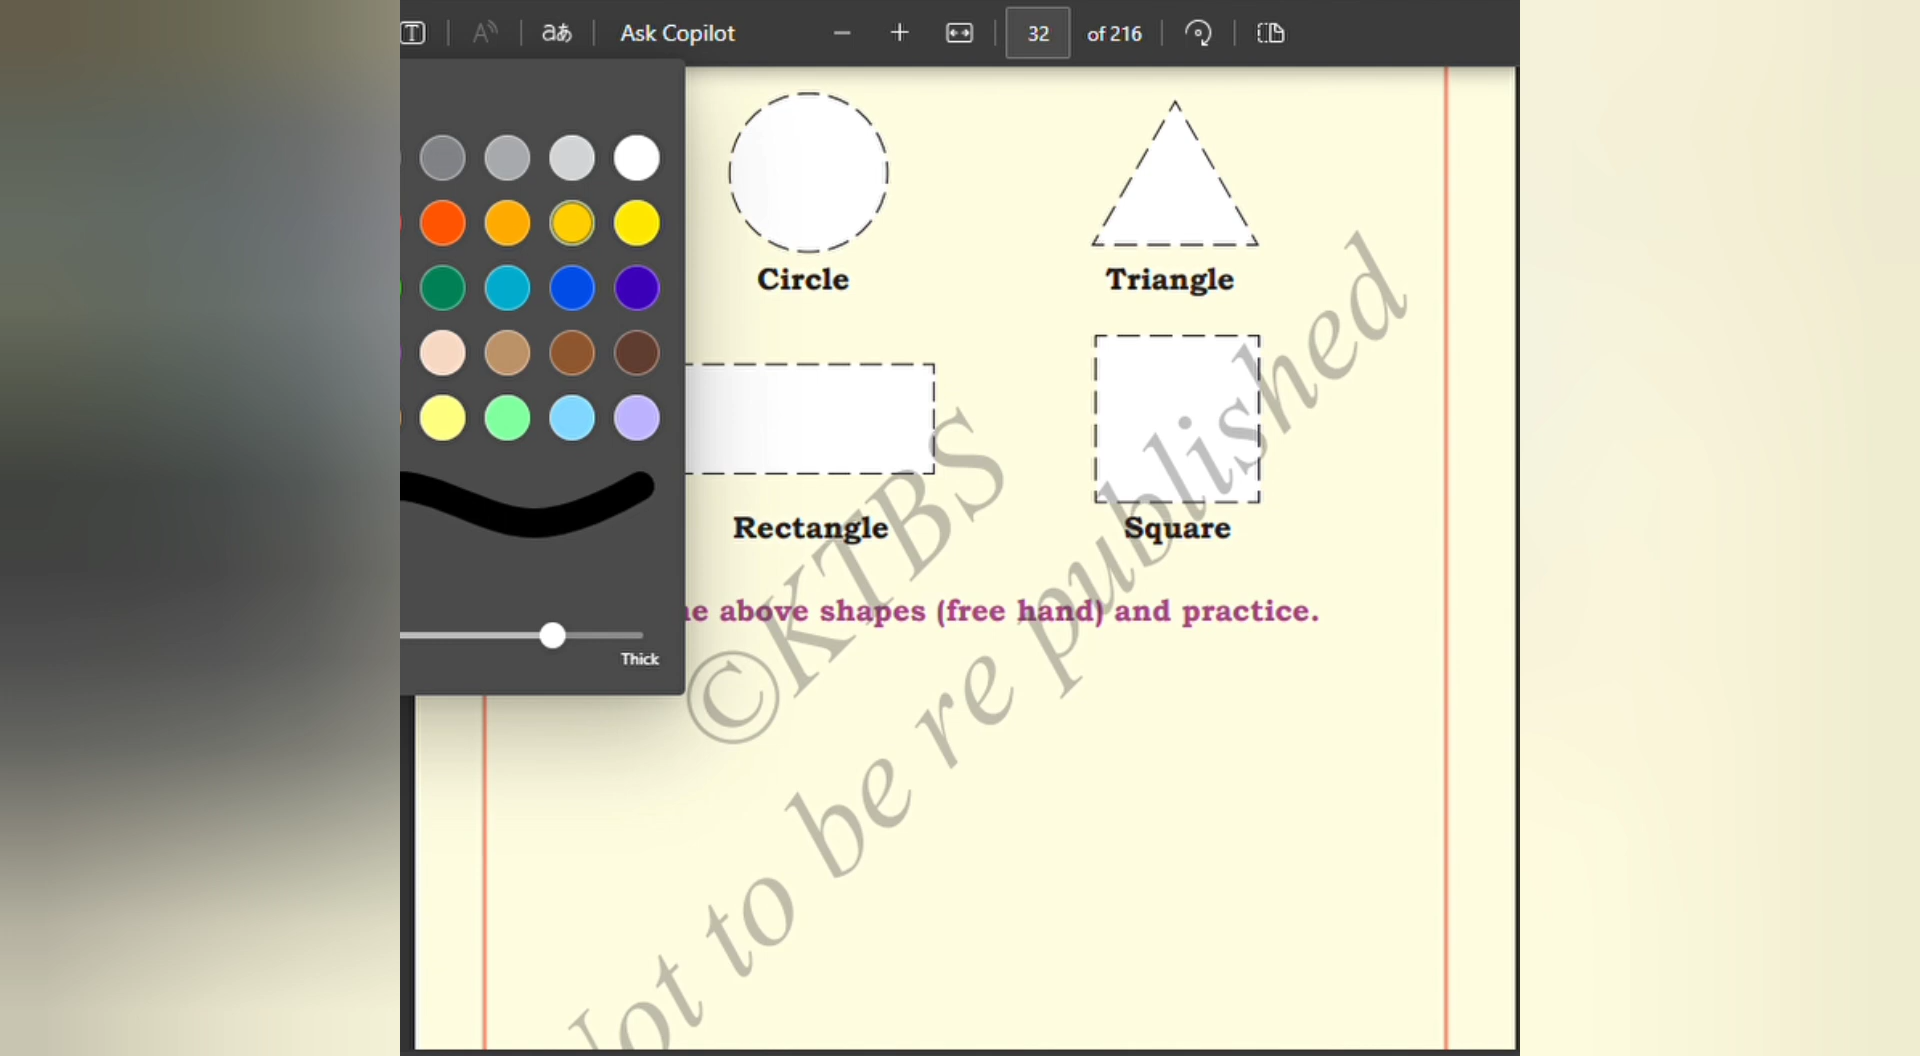 Ask Copilot
32 of 216
Circle
Triangle
Rectangle
Square
above shapes (free hand) and practice.
Thick
©KTBS
to be re published